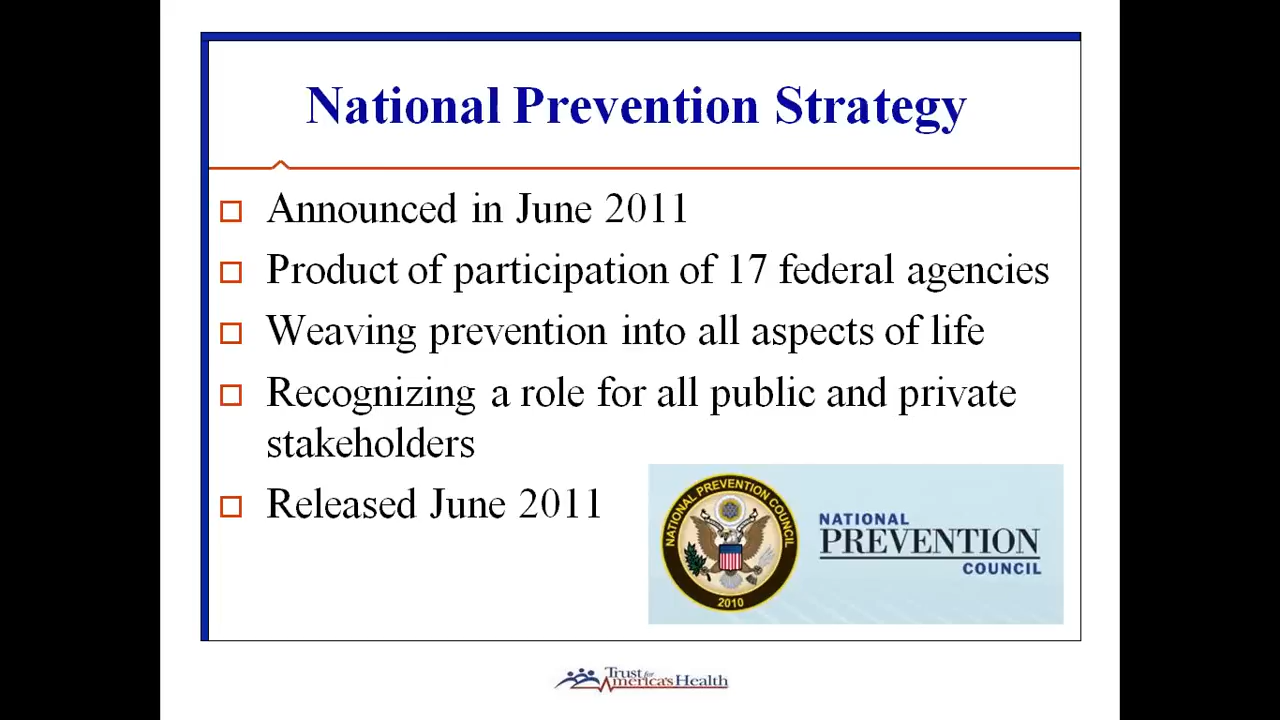 National Prevention Strategy
Announced in June 2011
Product of participation of 17 federal agencies
Weaving prevention into all aspects of life
Recognizing a role for all public and private
stakeholders
Released June 2011
NATIONAL PREVENTION COUNCIL
2010
NATIONAL
PREVENTION
COUNCIL
Trust for
America's Health